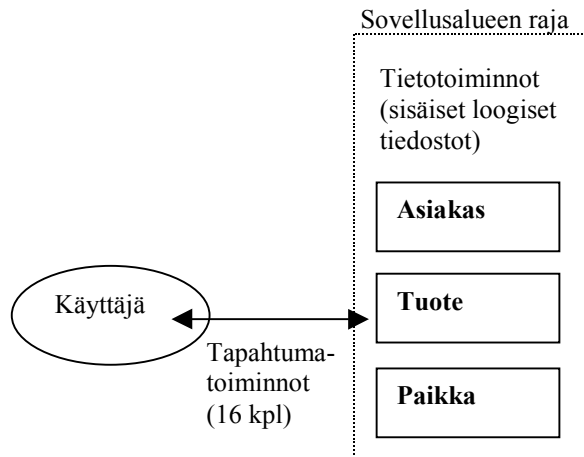 Sovellusalueen raja
Tietotoiminnot
(sisäiset loogiset
tiedostot)
Asiakas
Käyttäjä
Tuote
Tapahtuma-
toiminnot
(16 kpl)
Paikka